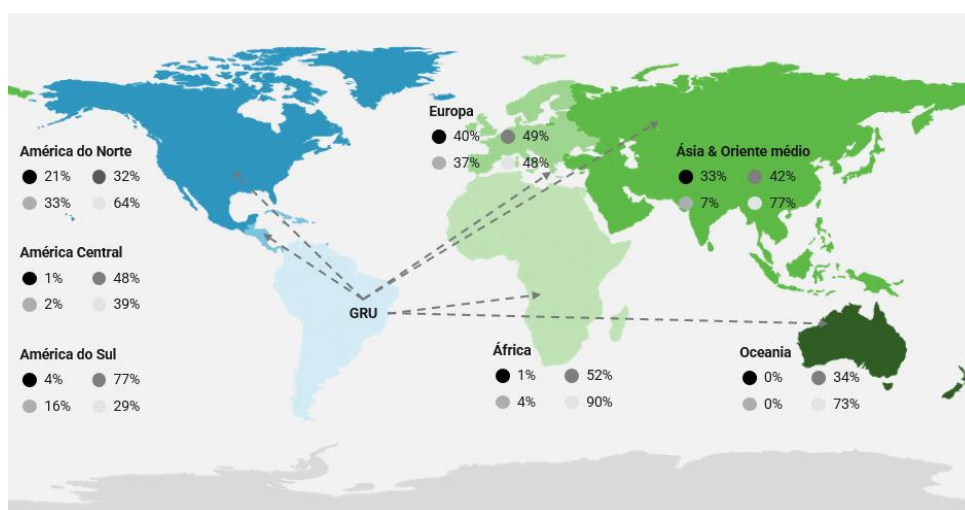 Europa
40% 49%
37% 48%
América do Norte
21% 32%
33% 64%
Ásia & Oriente médio
33% 42%
7% 77%
América Central
1% 48%
2% 39%
GRU
América do Sul
4% 77%
16% 29%
África
1% 52%
4% 90%
Oceania
0% 34%
0% 73%